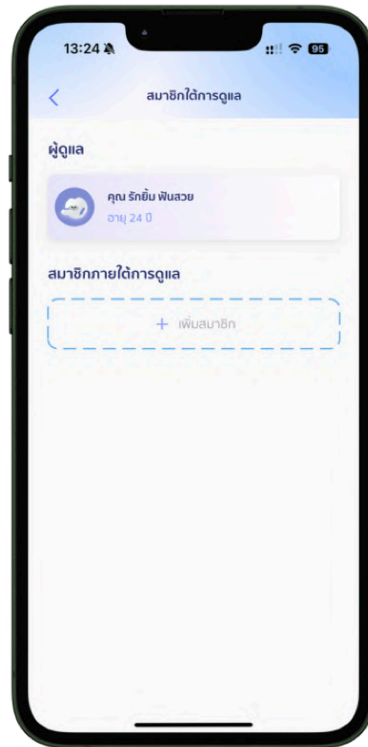 13:24
95
สมาชิกใต้การดูแล
ผู้ดูแล
คุณ รักยิ้ม ฟันสวย
อายุ 24 ปี
สมาชิกภายใต้การดูแล
+ เพิ่มสมาชิก